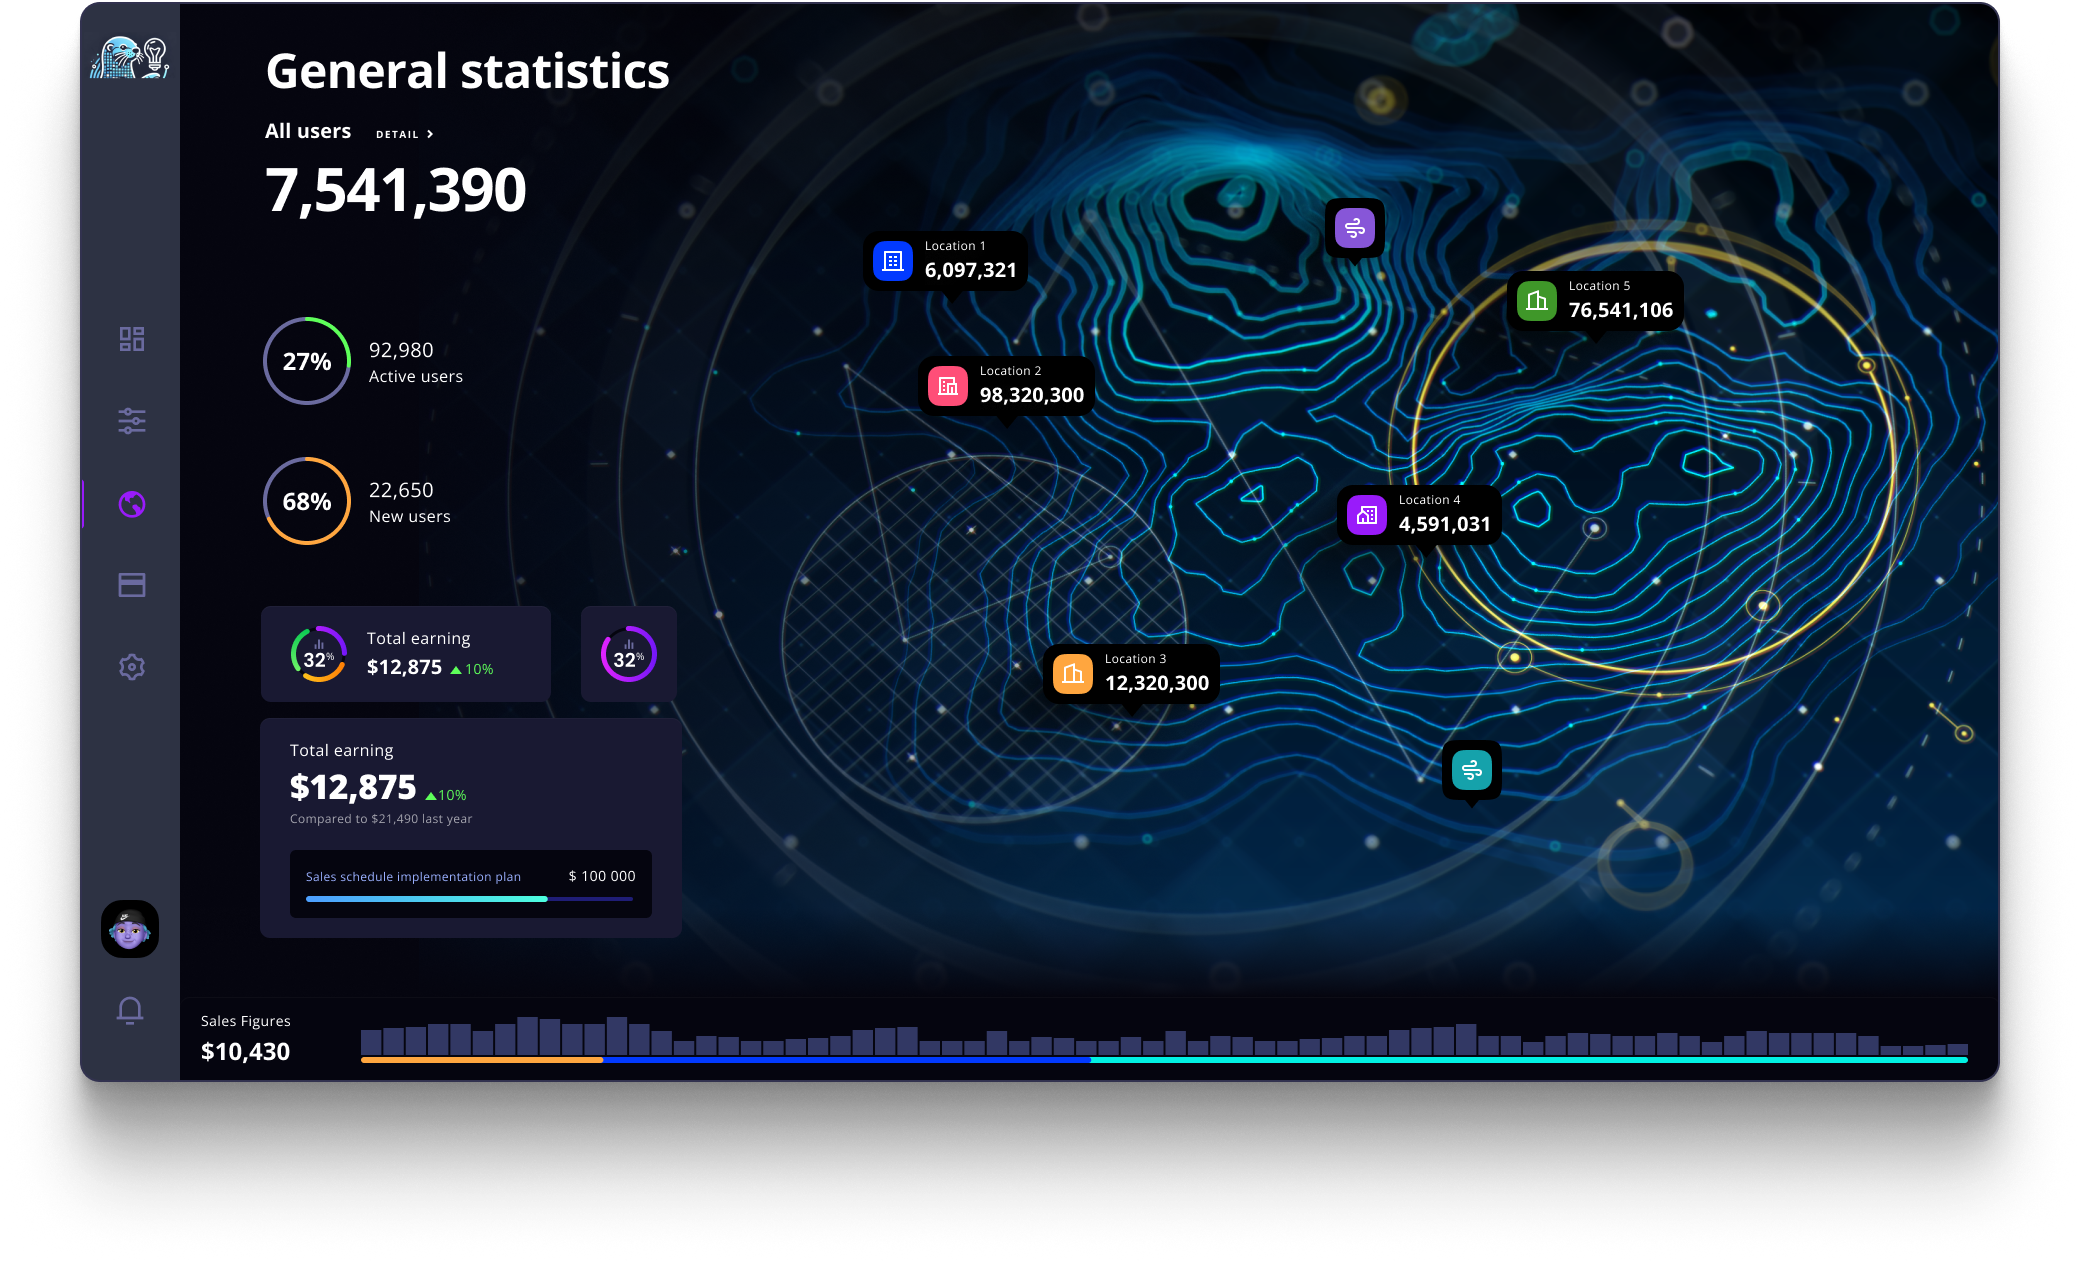 General statistics
All users DETAIL
7,541,390
27%
92,980
Active users
68%
22,650
New users
32%
Total earning
$12,875 10%
32%
Total earning
$12,875 10%
Compared to $21,490 last year
Sales schedule implementation plan $ 100 000
Location 1
6,097,321
Location 2
98,320,300
Location 5
76,541,106
Location 4
4,591,031
Location 3
12,320,300
Sales Figures
$10,430